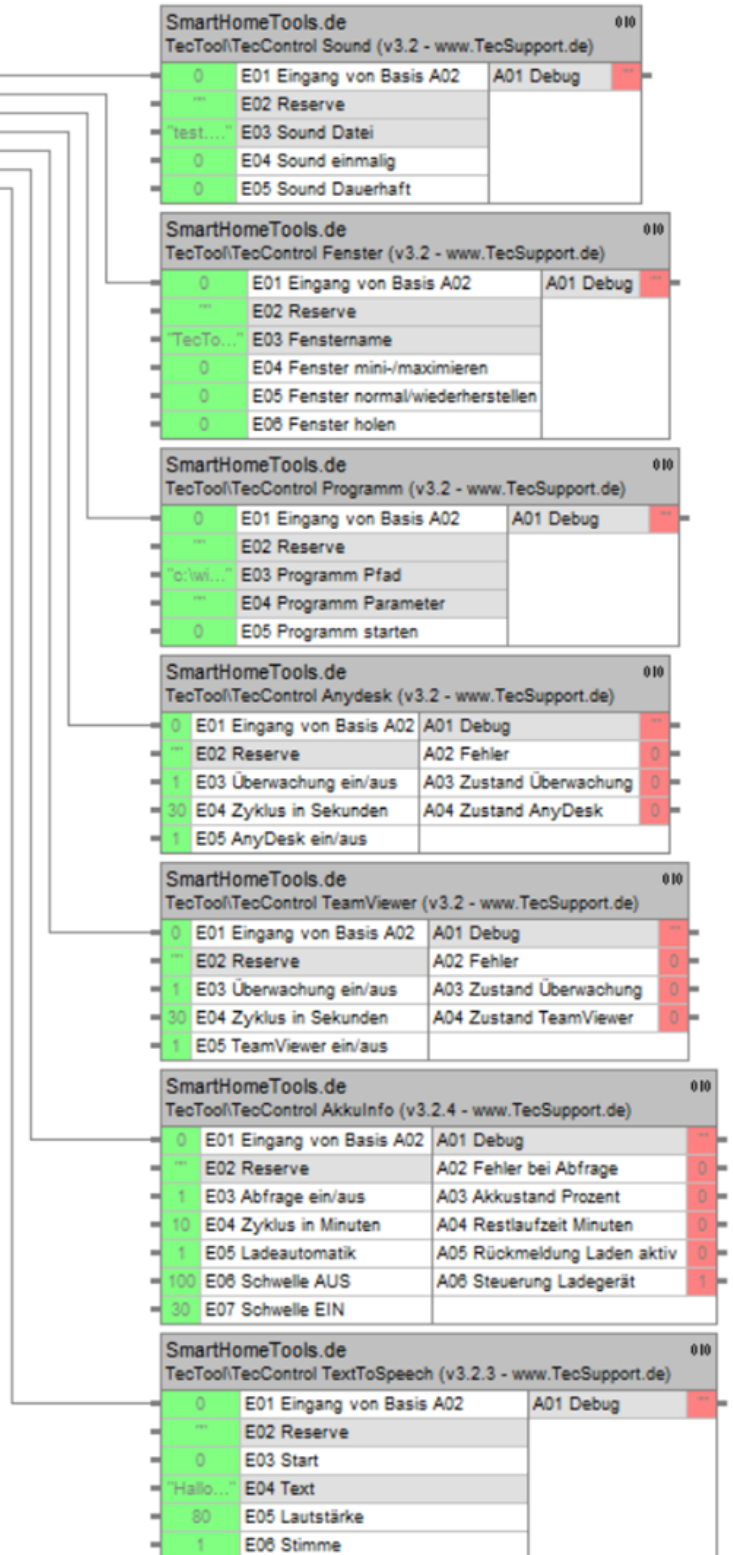 SmartHomeTools.de
TecTool\TecControl Sound (v3.2 - www.TecSupport.de)
0 E01 Eingang von Basis A02 A01 Debug ""
"" E02 Reserve
"test...." E03 Sound Datei
0 E04 Sound einmalig
0 E05 Sound Dauerhaft
SmartHomeTools.de
TecTool\TecControl Fenster (v3.2 - www.TecSupport.de)
0 E01 Eingang von Basis A02 A01 Debug ""
"" E02 Reserve
"TecTo..." E03 Fenstername
0 E04 Fenster mini-/maximieren
0 E05 Fenster normal/wiederherstellen
0 E06 Fenster holen
SmartHomeTools.de
TecTool\TecControl Programm (v3.2 - www.TecSupport.de)
0 E01 Eingang von Basis A02 A01 Debug ""
"" E02 Reserve
"c:\wi..." E03 Programm Pfad
"" E04 Programm Parameter
0 E05 Programm starten
SmartHomeTools.de
TecTool\TecControl Anydesk (v3.2 - www.TecSupport.de)
0 E01 Eingang von Basis A02 A01 Debug ""
"" E02 Reserve A02 Fehler 0
1 E03 Überwachung ein/aus A03 Zustand Überwachung 0
30 E04 Zyklus in Sekunden A04 Zustand AnyDesk 0
1 E05 AnyDesk ein/aus
SmartHomeTools.de
TecTool\TecControl TeamViewer (v3.2 - www.TecSupport.de)
0 E01 Eingang von Basis A02 A01 Debug ""
"" E02 Reserve A02 Fehler 0
1 E03 Überwachung ein/aus A03 Zustand Überwachung 0
30 E04 Zyklus in Sekunden A04 Zustand TeamViewer 0
1 E05 TeamViewer ein/aus
SmartHomeTools.de
TecTool\TecControl AkkuInfo (v3.2.4 - www.TecSupport.de)
0 E01 Eingang von Basis A02 A01 Debug ""
"" E02 Reserve A02 Fehler bei Abfrage 0
1 E03 Abfrage ein/aus A03 Akkustand Prozent 0
10 E04 Zyklus in Minuten A04 Restlaufzeit Minuten 0
1 E05 Ladeautomatik A05 Rückmeldung Laden aktiv 0
100 E06 Schwelle AUS A06 Steuerung Ladegerät 1
30 E07 Schwelle EIN
SmartHomeTools.de
TecTool\TecControl TextToSpeech (v3.2.3 - www.TecSupport.de)
0 E01 Eingang von Basis A02 A01 Debug ""
"" E02 Reserve
0 E03 Start
"Hallo..." E04 Text
80 E05 Lautstärke
1 E06 Stimme